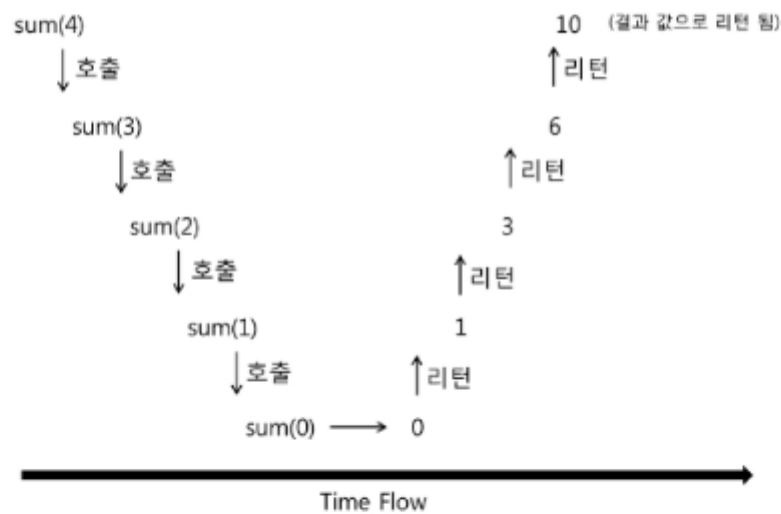 sum(4) 10 (결과 값으로 리턴 됨)
호출 리턴
sum(3) 6
호출 리턴
sum(2) 3
호출 리턴
sum(1) 1
호출 리턴
sum(0) 0
Time Flow